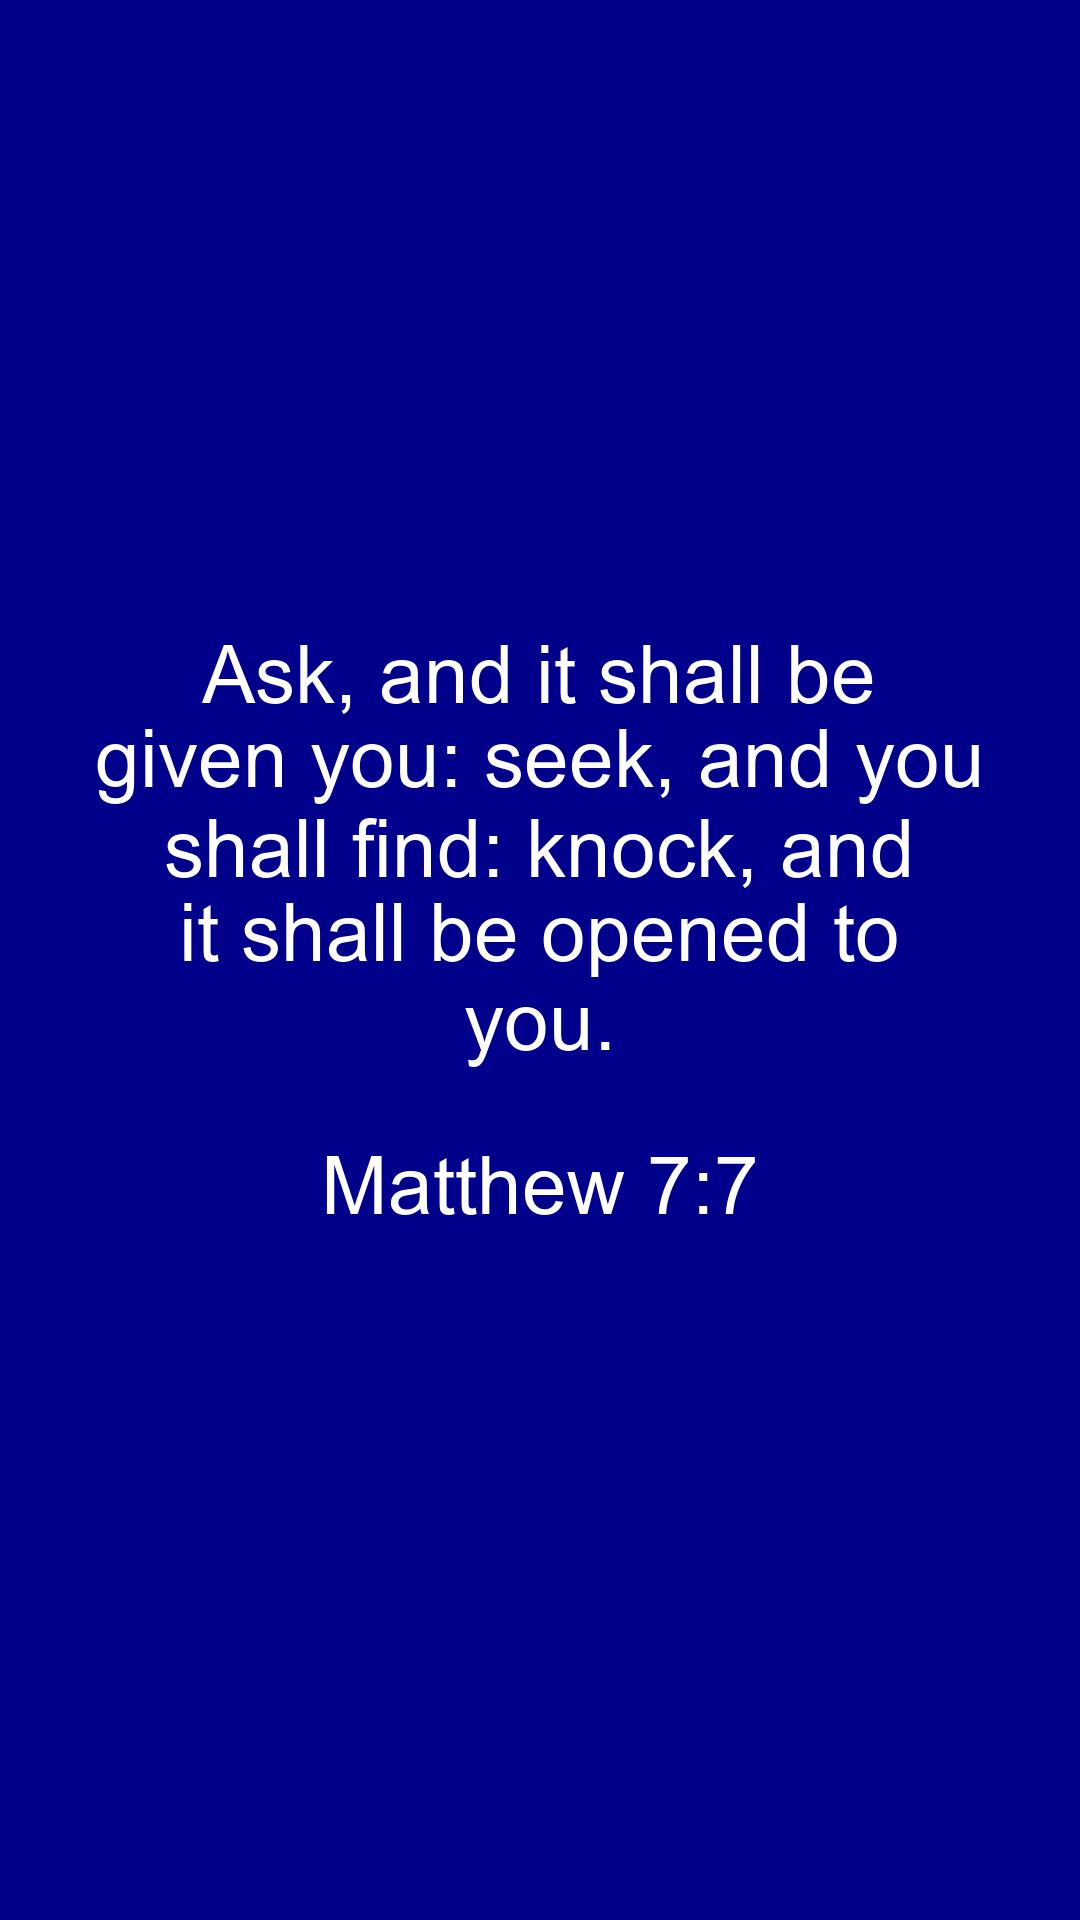 Ask, and it shall be
given you: seek, and you
shall find: knock, and
it shall be opened to
you.
Matthew 7:7